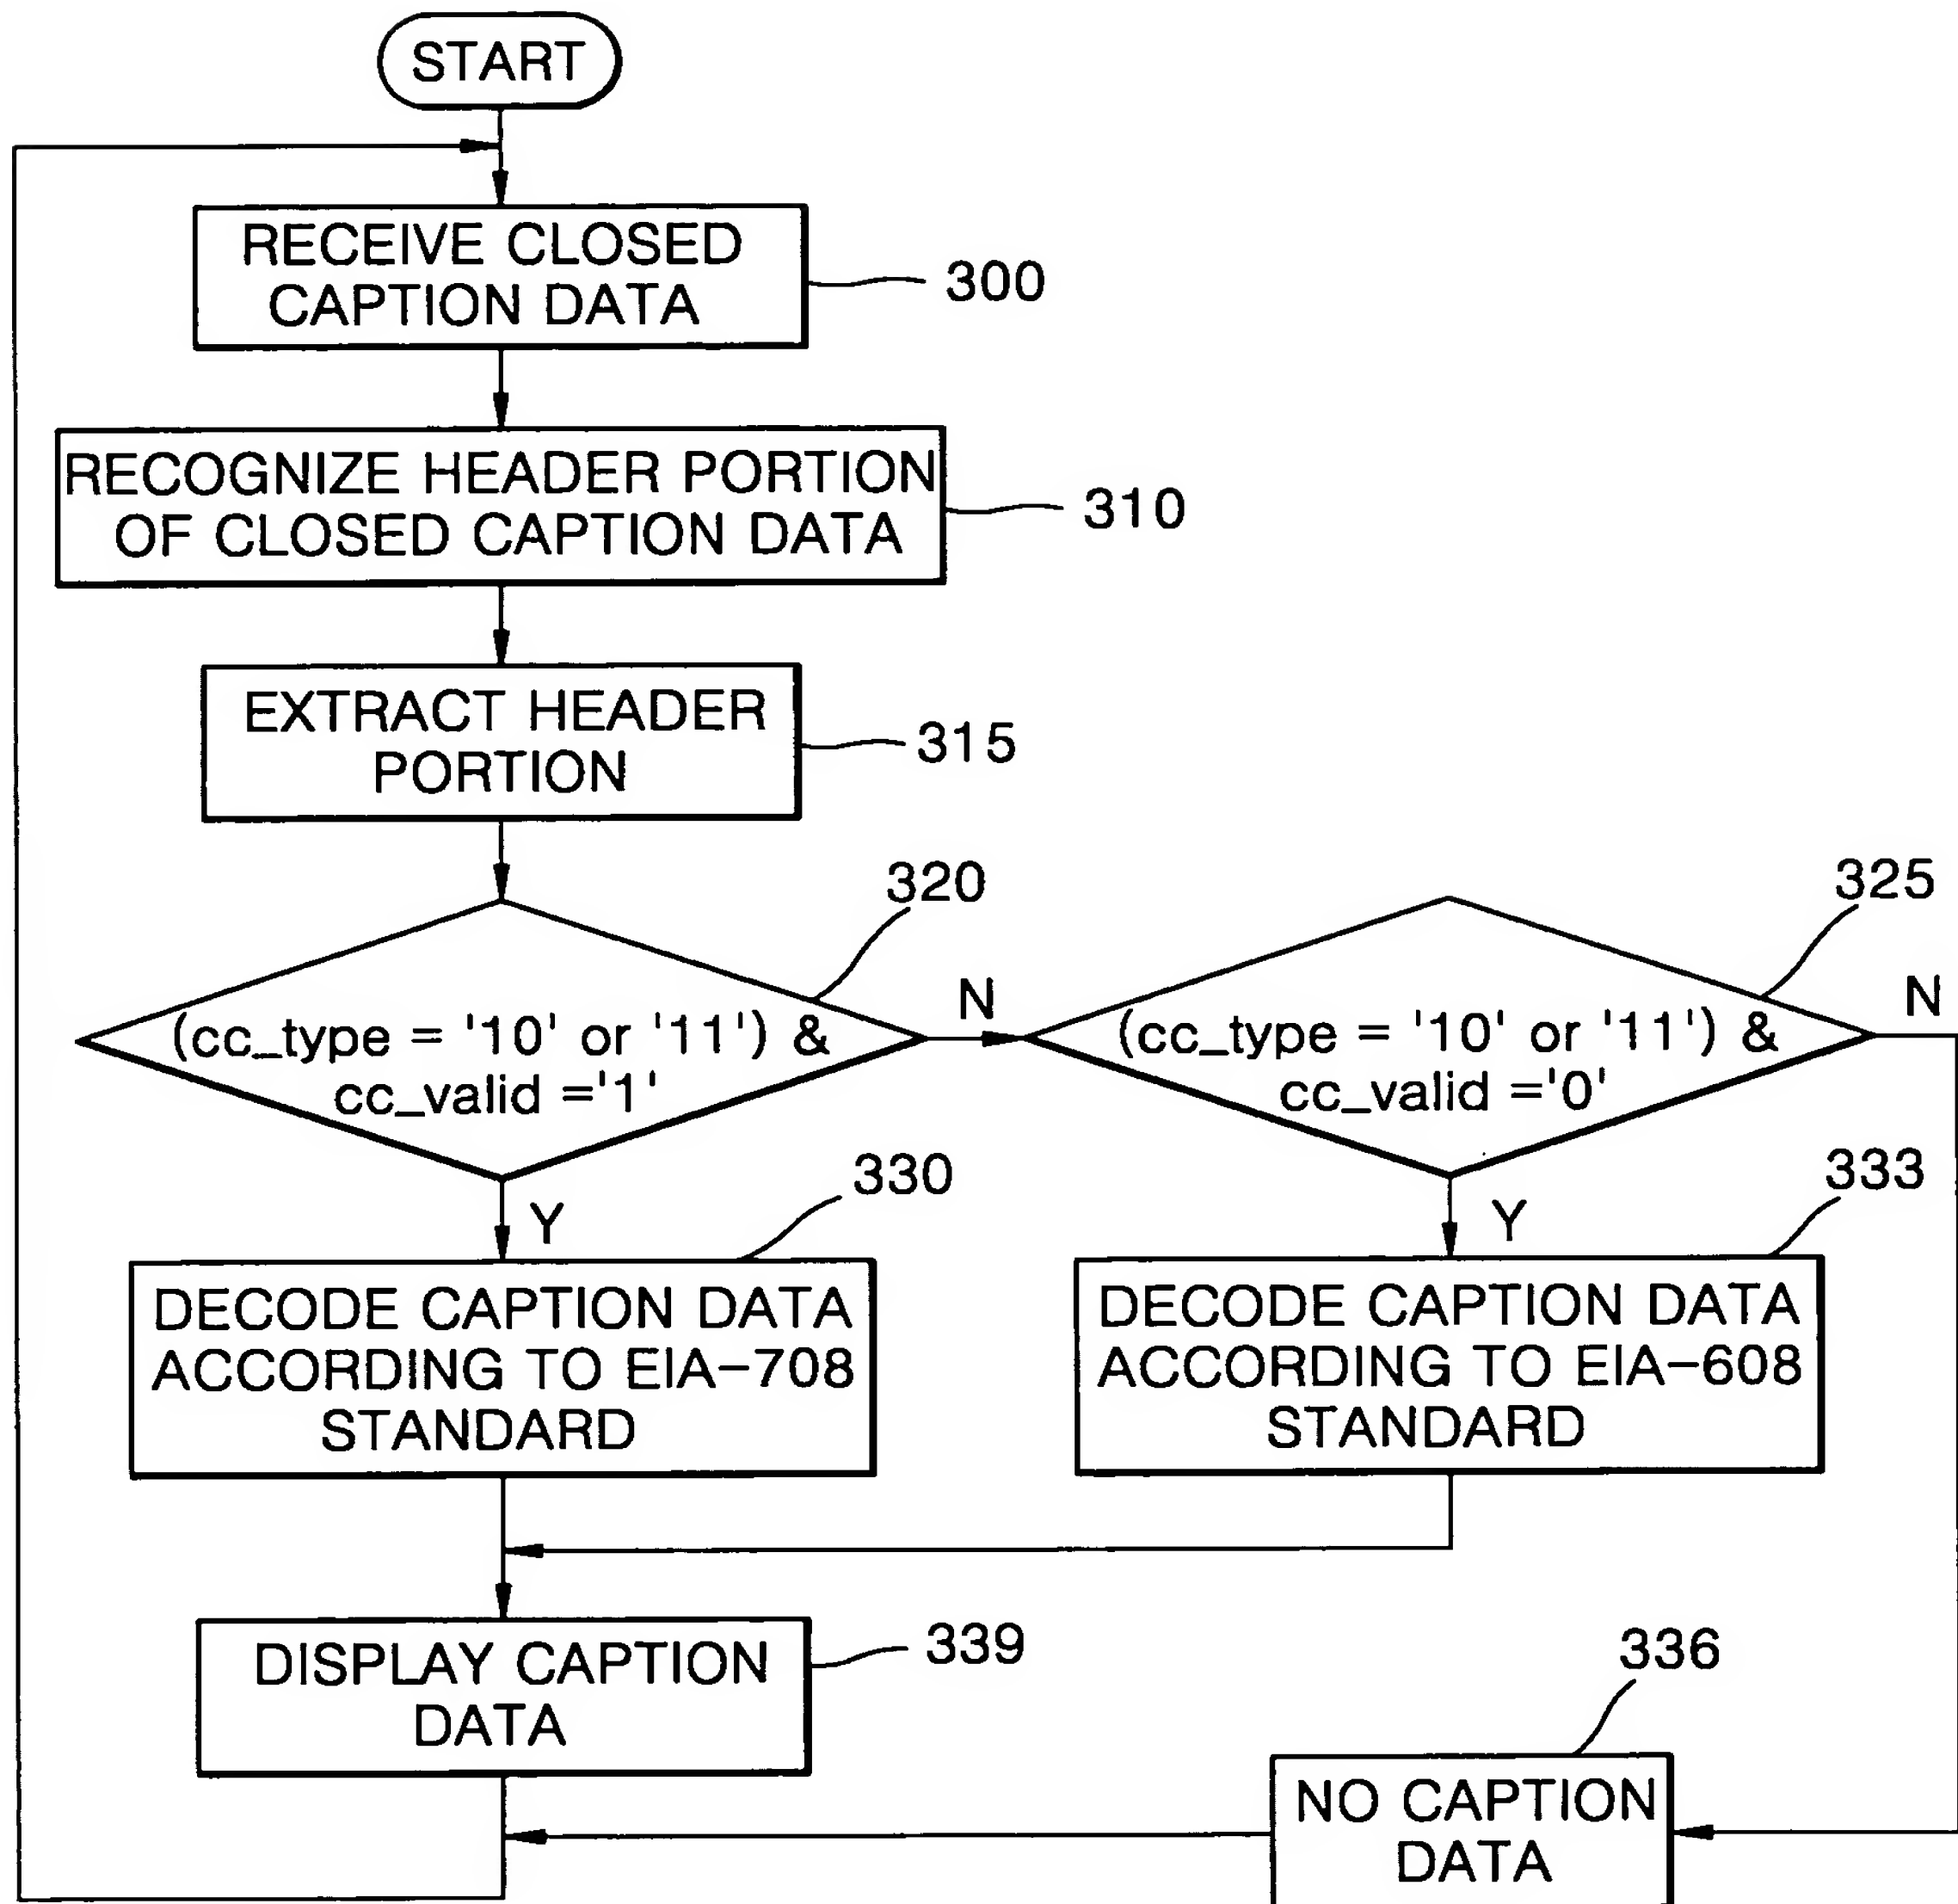 START
RECEIVE CLOSED
CAPTION DATA
300
RECOGNIZE HEADER PORTION
OF CLOSED CAPTION DATA
310
EXTRACT HEADER
PORTION
315
320
325
(cc_type = '10' or '11') &
cc_valid ='1'
N
(cc_type = '10' or '11') &
cc_valid ='0'
N
Y
330
Y
333
DECODE CAPTION DATA
ACCORDING TO EIA-708
STANDARD
DECODE CAPTION DATA
ACCORDING TO EIA-608
STANDARD
DISPLAY CAPTION
DATA
339
336
NO CAPTION
DATA